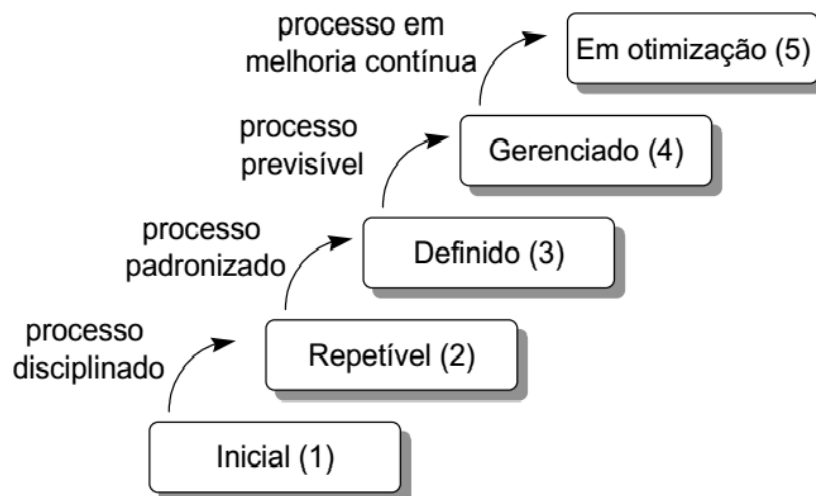 processo em
melhoria contínua
Em otimização (5)
processo
previsível
Gerenciado (4)
processo
padronizado
Definido (3)
processo
disciplinado
Repetível (2)
Inicial (1)